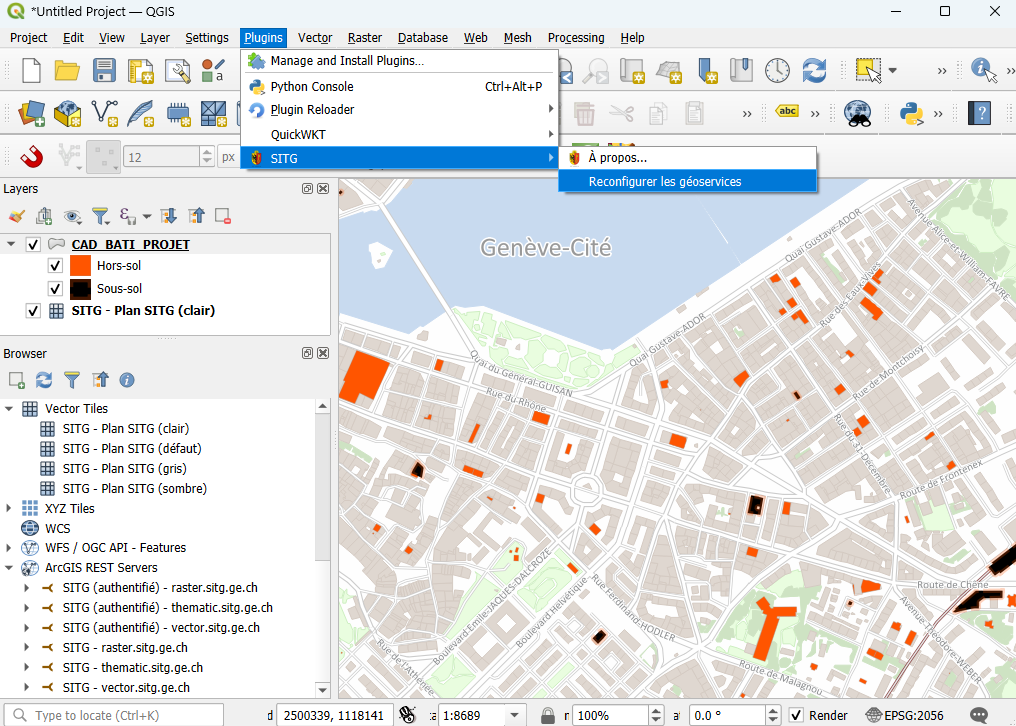 *Untitled Project — QGIS
Project Edit View Layer Settings Plugins Vector Raster Database Web Mesh Processing Help
Manage and Install Plugins...
Python Console Ctrl+Alt+P
Plugin Reloader
QuickWKT
SITG
À propos...
Reconfigurer les géoservices
abc
12 px
Layers
CAD_BATI_PROJET
Hors-sol
Sous-sol
SITG - Plan SITG (clair)
Browser
Vector Tiles
SITG - Plan SITG (clair)
SITG - Plan SITG (défaut)
SITG - Plan SITG (gris)
SITG - Plan SITG (sombre)
XYZ Tiles
WCS
WFS / OGC API - Features
ArcGIS REST Servers
SITG (authentifié) - raster.sitg.ge.ch
SITG (authentifié) - thematic.sitg.ge.ch
SITG (authentifié) - vector.sitg.ge.ch
SITG - raster.sitg.ge.ch
SITG - thematic.sitg.ge.ch
SITG - vector.sitg.ge.ch
Genève-Cité
Quai Gustave-ADOR
Avenue Alice-et-William-FAVRE
Rue des Eaux-Vives
Quai Gustave-ADOR
Quai du Général-GUISAN
Rue du Rhône
Rue de Montchoisy
Rue du 31-Décembre
Route de Frontenex
Boulevard Emile-JAQUES-DALCROZE
Boulevard Helvétique
Rue Ferdinand-HODLER
Rue de l'Athénée
Route de Chêne
Avenue Théodore-WEBER
Route de Malagnou
Type to locate (Ctrl+K)
2500339, 1118141
1:8689
100%
0.0 °
Render
EPSG:2056